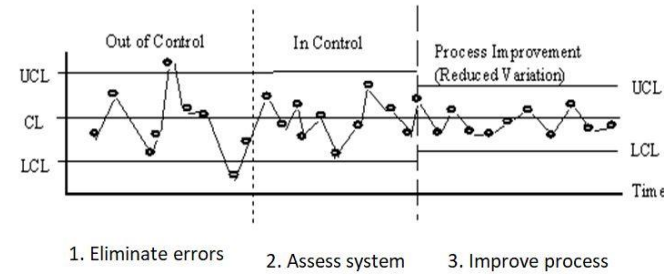 Out of Control
In Control
Process Improvement
(Reduced Variation)
UCL
UCL
CL
LCL
LCL
Time
1. Eliminate errors
2. Assess system
3. Improve process